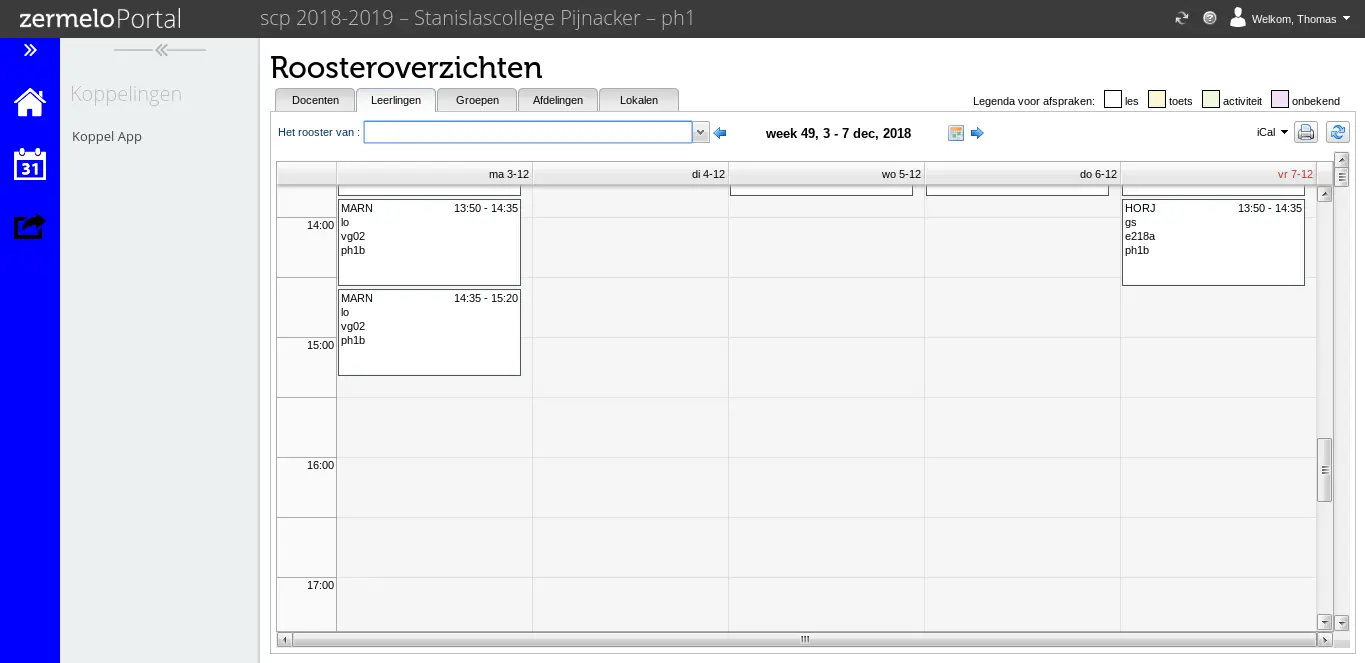 zermeloPortal
scp 2018-2019 – Stanislascollege Pijnacker – ph1
Welkom, Thomas
Koppelingen
Koppel App
31
Roosteroverzichten
Docenten
Leerlingen
Groepen
Afdelingen
Lokalen
Legenda voor afspraken: les toets activiteit onbekend
Het rooster van :
week 49, 3 - 7 dec, 2018
iCal
ma 3-12
di 4-12
wo 5-12
do 6-12
vr 7-12
14:00
15:00
16:00
17:00
MARN 13:50 - 14:35
lo
vg02
ph1b
MARN 14:35 - 15:20
lo
vg02
ph1b
HORJ 13:50 - 14:35
gs
e218a
ph1b